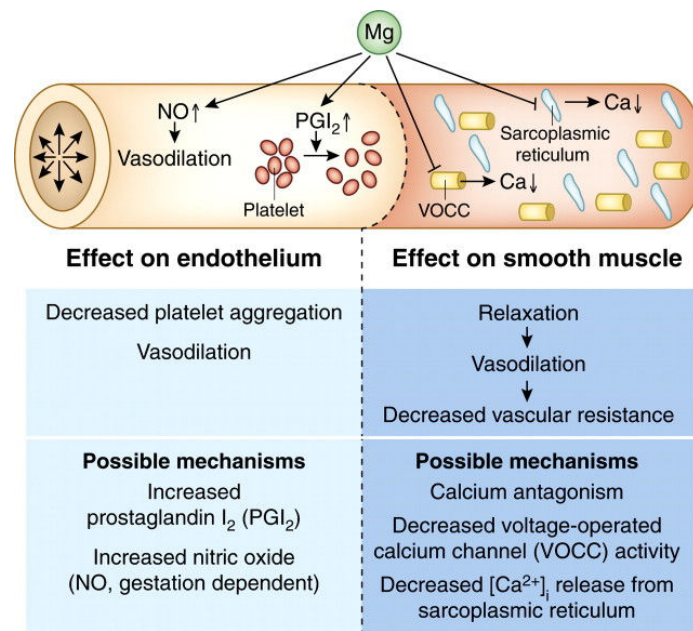 Mg
NO↑
Vasodilation
PGI₂↑
Platelet
Ca↓
Sarcoplasmic
reticulum
VOCC
Ca↓
Effect on endothelium
Effect on smooth muscle
Decreased platelet aggregation
Vasodilation
Relaxation
Vasodilation
Decreased vascular resistance
Possible mechanisms
Increased
prostaglandin I₂ (PGI₂)
Increased nitric oxide
(NO, gestation dependent)
Possible mechanisms
Calcium antagonism
Decreased voltage-operated
calcium channel (VOCC) activity
Decreased [Ca²⁺]ᵢ release from
sarcoplasmic reticulum